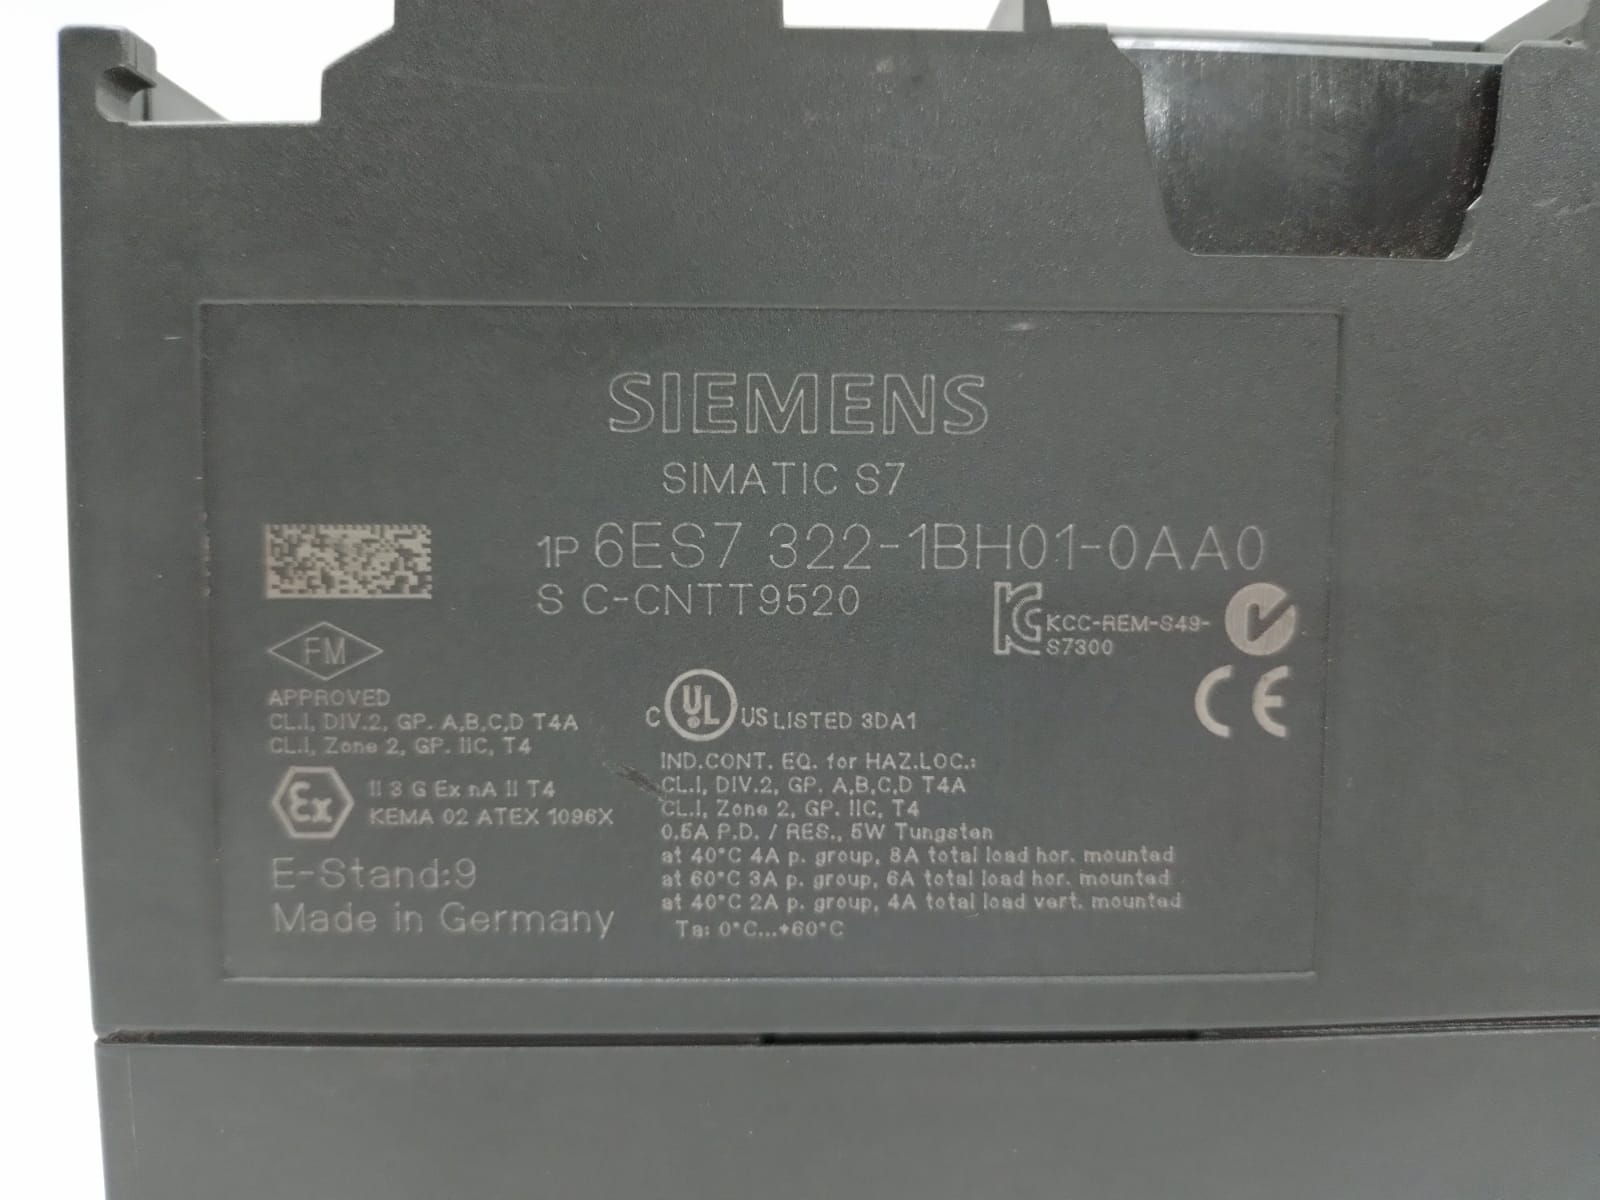 SIEMENS
SIMATIC S7
1P 6ES7 322-1BH01-0AA0
S C-CNTT9520
KCC-REM-S49-
S7300
FM
APPROVED
CL.I, DIV.2, GP. A,B,C,D T4A
CL.I, Zone 2, GP. IIC, T4
Ex
II 3 G Ex nA II T4
KEMA 02 ATEX 1096X
E-Stand:9
Made in Germany
C UL US LISTED 3DA1
CE
IND.CONT. EQ. for HAZ.LOC.:
CL.I, DIV.2, GP. A,B,C,D T4A
CL.I, Zone 2, GP. IIC, T4
0.5A P.D. / RES., 5W Tungsten
at 40°C 4A p. group, 8A total load hor. mounted
at 60°C 3A p. group, 6A total load hor. mounted
at 40°C 2A p. group, 4A total load vert. mounted
Ta: 0°C...+60°C